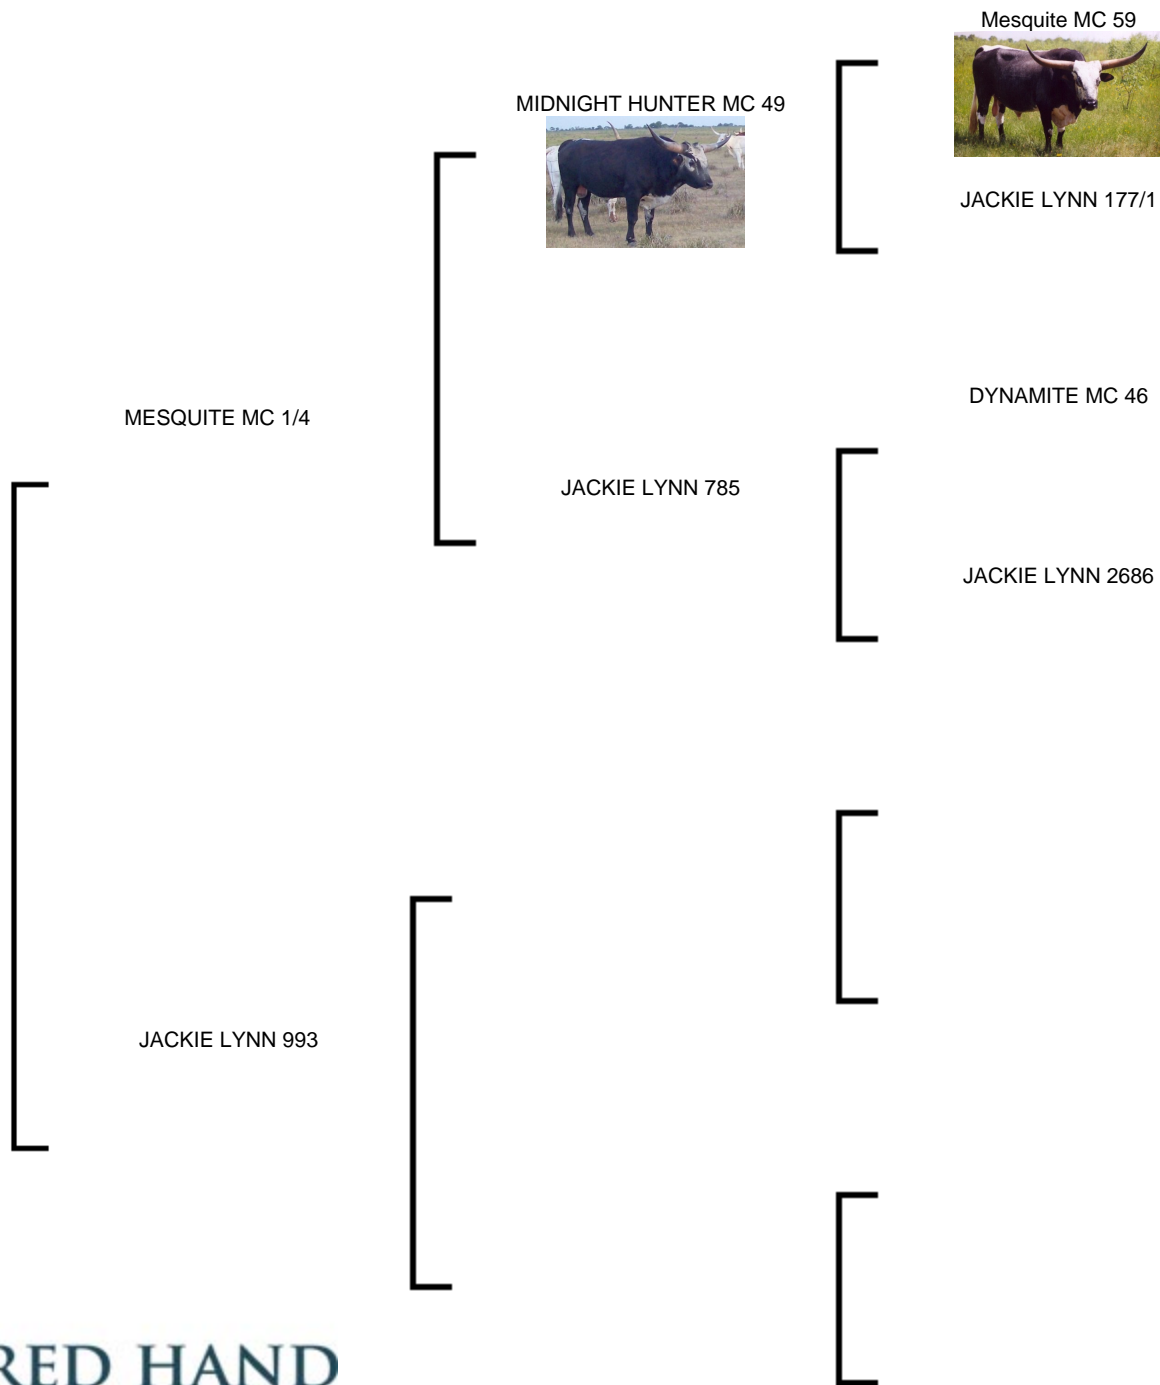 Mesquite MC 59
MIDNIGHT HUNTER MC 49
JACKIE LYNN 177/1
DYNAMITE MC 46
MESQUITE MC 1/4
JACKIE LYNN 785
JACKIE LYNN 2686
JACKIE LYNN 993
RED HAND